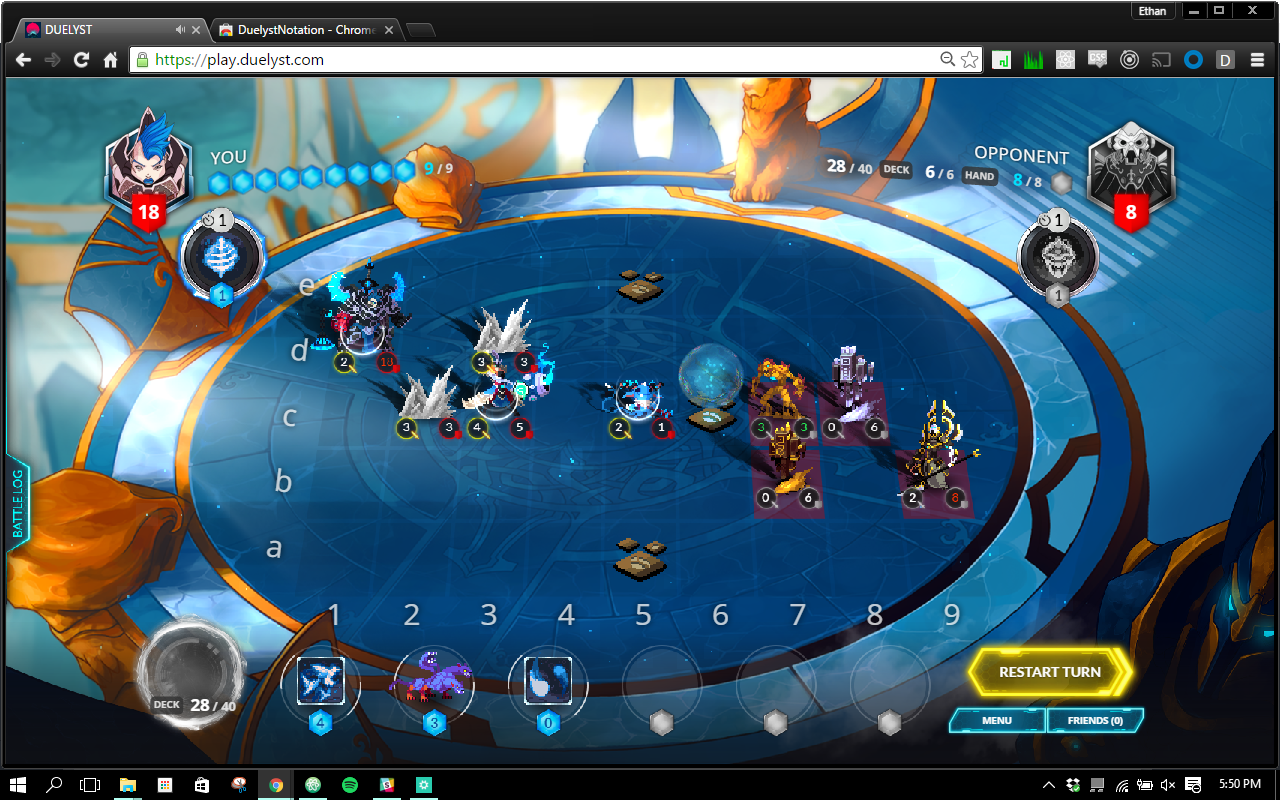 Ethan
DUELYST
DuelystNotation - Chrome
https://play.duelyst.com
D
YOU
9/9
18
1
1
28/40 DECK 6/6 HAND 8/8
OPPONENT
8
1
1
BATTLE LOG
e
d
c
b
a
2 18
3 3
3 3
4 5
2 1
3 3
0 6
0 6
2 8
1 2 3 4 5 6 7 8 9
DECK 28/40
4
3
0
RESTART TURN
MENU
FRIENDS (0)
5:50 PM